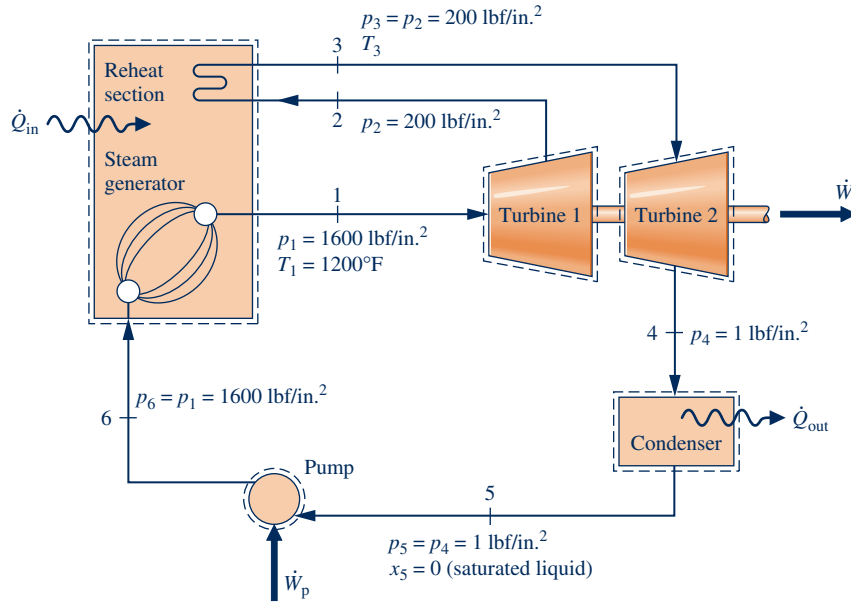 p₃ = p₂ = 200 lbf/in.²
3
T₃
Reheat
section
2
p₂ = 200 lbf/in.²
Q̇in
Steam
generator
1
Turbine 1
Turbine 2
Ẇ
p₁ = 1600 lbf/in.²
T₁ = 1200°F
4
p₄ = 1 lbf/in.²
p₆ = p₁ = 1600 lbf/in.²
6
Q̇out
Condenser
Pump
5
p₅ = p₄ = 1 lbf/in.²
x₅ = 0 (saturated liquid)
Ẇp